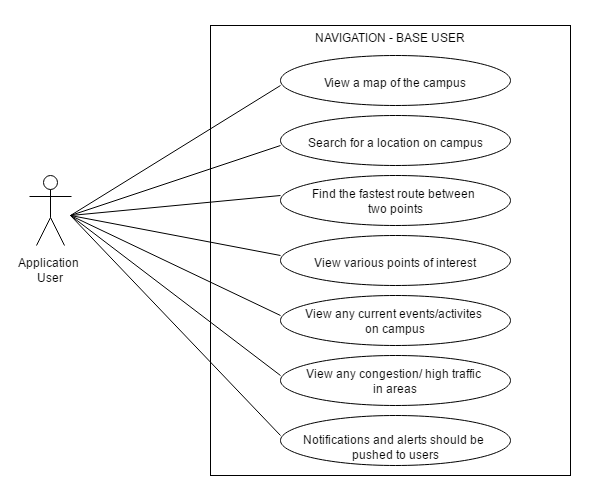 NAVIGATION - BASE USER
View a map of the campus
Search for a location on campus
Find the fastest route between
two points
View various points of interest
View any current events/activites
on campus
View any congestion/ high traffic
in areas
Notifications and alerts should be
pushed to users
Application
User